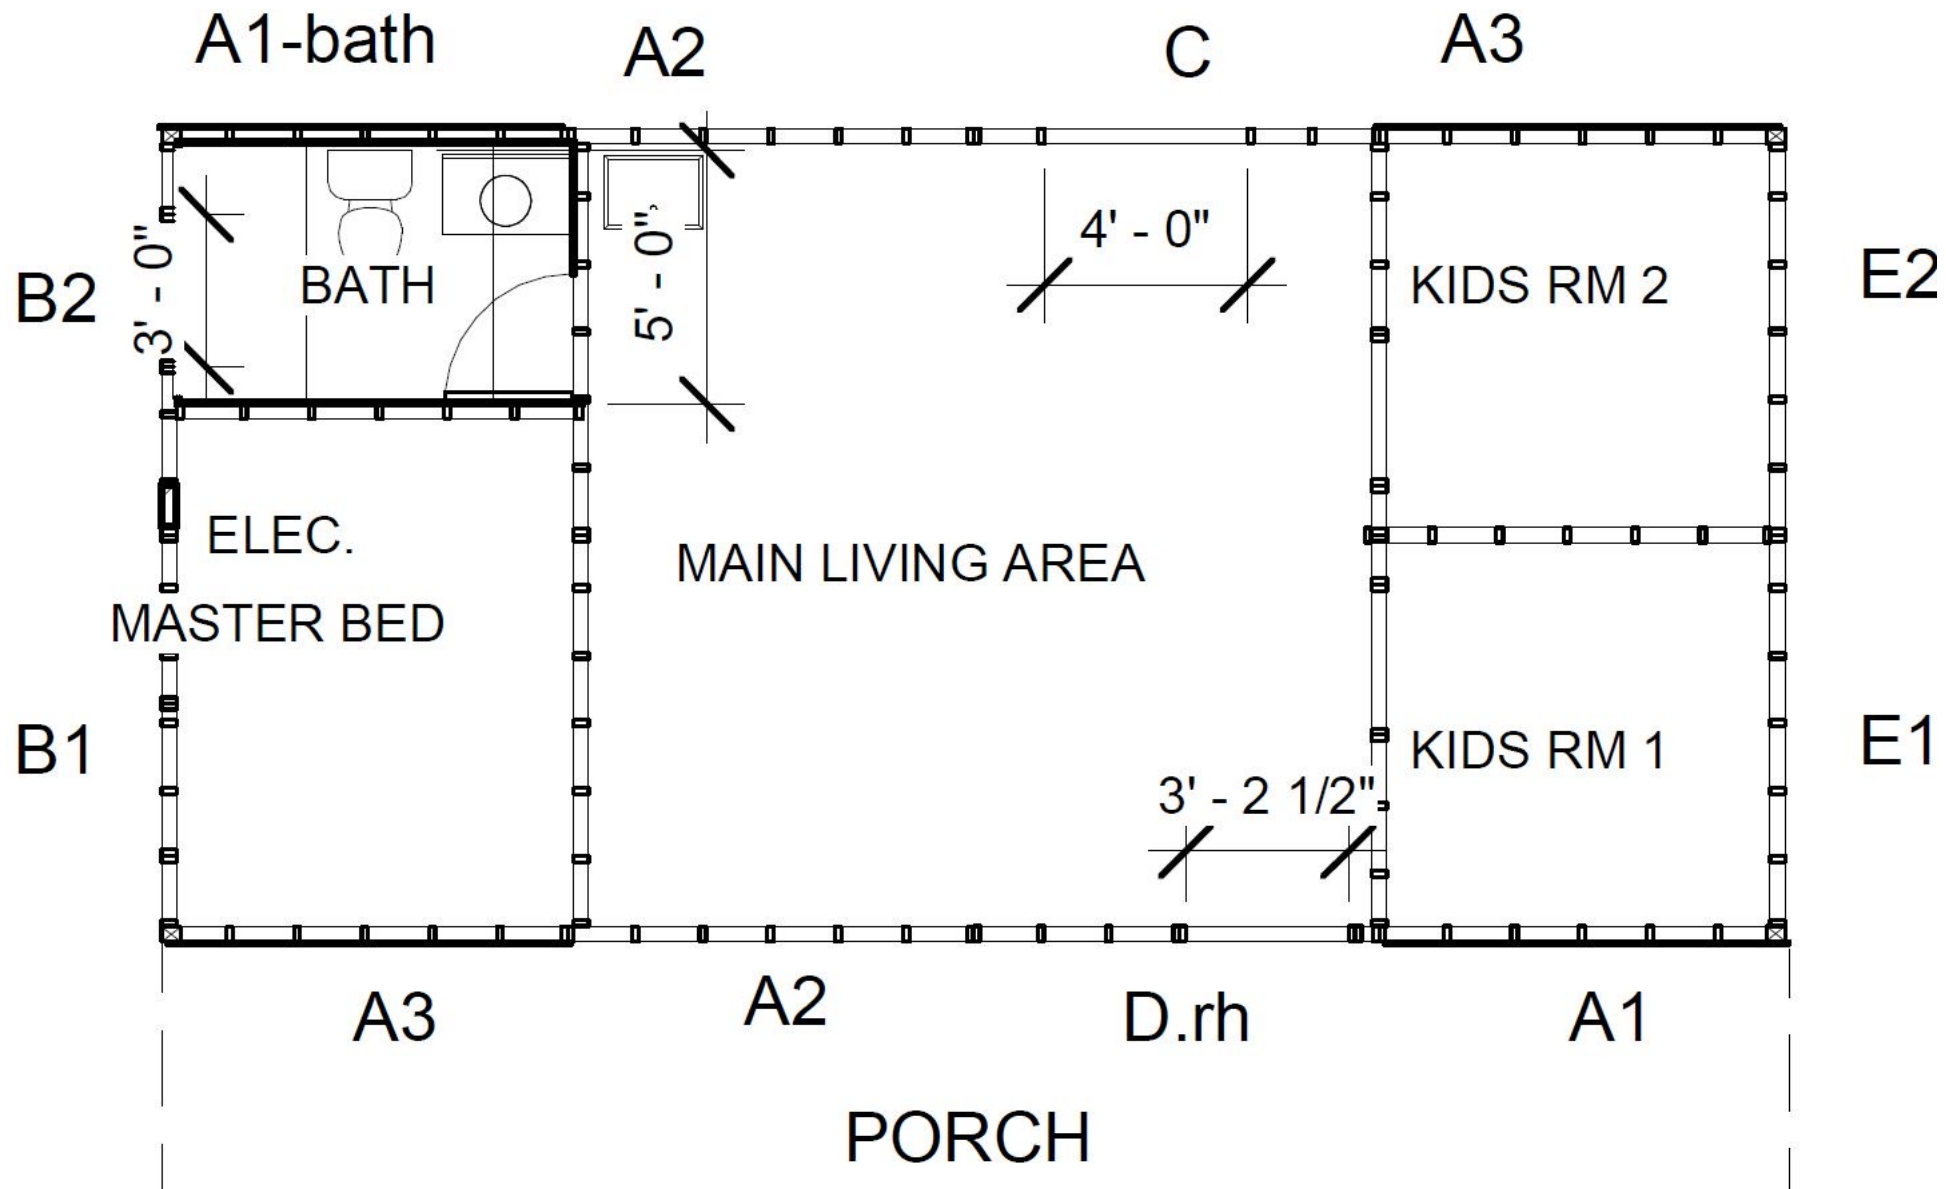 A1-bath
A2
C
A3
B2
3' - 0"
BATH
5' - 0"
4' - 0"
KIDS RM 2
E2
ELEC.
MAIN LIVING AREA
MASTER BED
B1
KIDS RM 1
E1
3' - 2 1/2"
A3
A2
D.rh
A1
PORCH